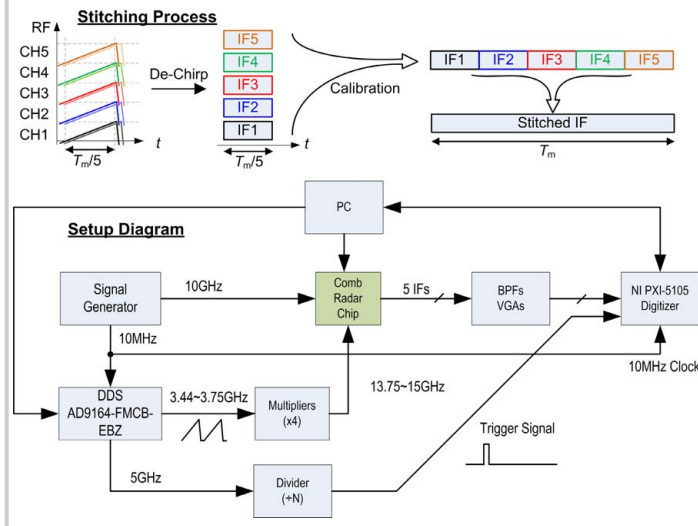 Stitching Process
RF
CH5
CH4
CH3
CH2
CH1
t
Tm/5
De-Chirp
IF5
IF4
IF3
IF2
IF1
t
Tm/5
Calibration
IF1 IF2 IF3 IF4 IF5
Stitched IF
Tm
Setup Diagram
PC
Signal
Generator
10GHz
Comb
Radar
Chip
5 IFs
BPFs
VGAs
NI PXI-5105
Digitizer
10MHz
10MHz Clock
DDS
AD9164-FMCB-
EBZ
3.44~3.75GHz
Multipliers
(x4)
13.75~15GHz
Trigger Signal
5GHz
Divider
(÷N)